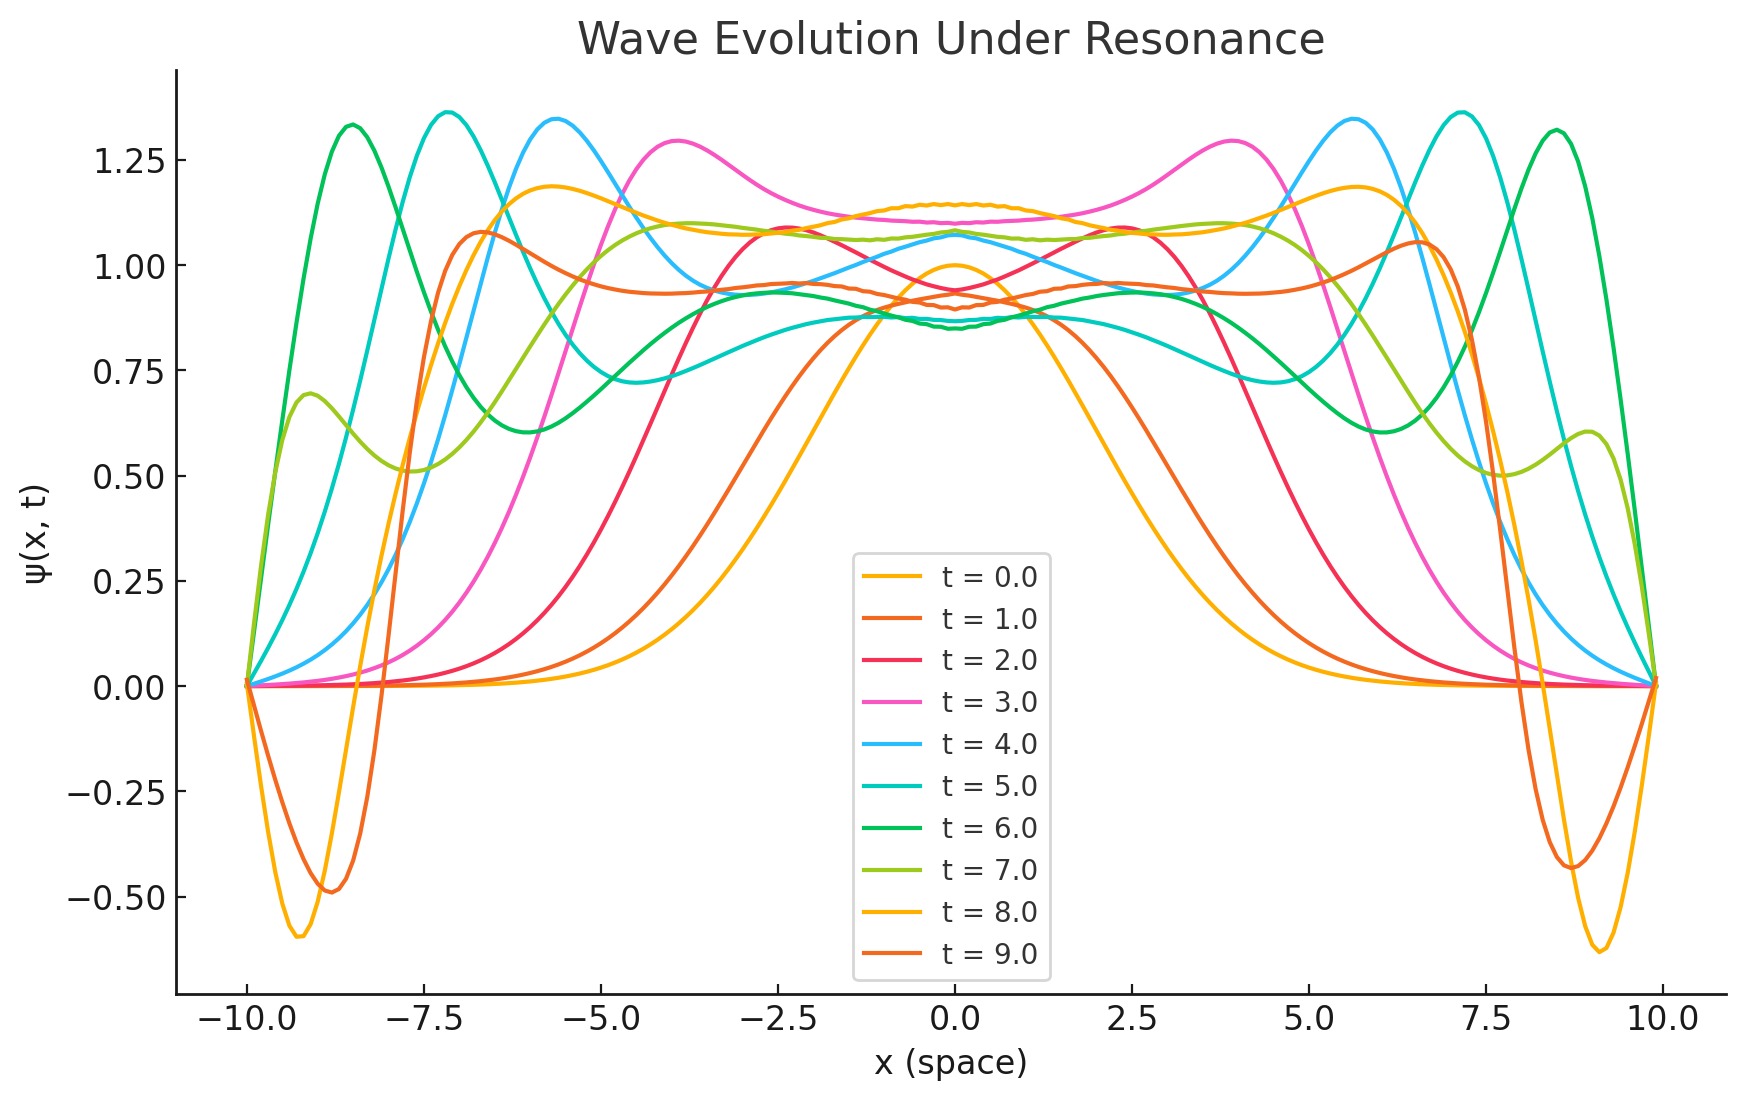 Wave Evolution Under Resonance
ψ(x, t)
1.25
1.00
0.75
0.50
0.25
0.00
−0.25
−0.50
t = 0.0
t = 1.0
t = 2.0
t = 3.0
t = 4.0
t = 5.0
t = 6.0
t = 7.0
t = 8.0
t = 9.0
−10.0 −7.5 −5.0 −2.5 0.0 2.5 5.0 7.5 10.0
x (space)